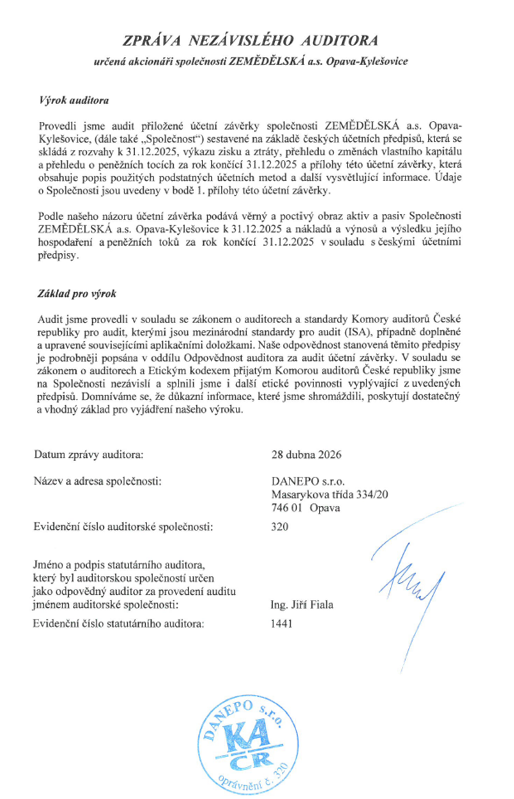 ZPRÁVA NEZÁVISLÉHO AUDITORA
určená akcionáři společnosti ZEMĚDĚLSKÁ a.s. Opava-Kylešovice
Výrok auditora
Provedli jsme audit přiložené účetní závěrky společnosti ZEMĚDĚLSKÁ a.s. Opava-
Kylešovice, (dále také „Společnost“) sestavené na základě českých účetních předpisů, která se
skládá z rozvahy k 31.12.2025, výkazu zisku a ztráty, přehledu o změnách vlastního kapitálu
a přehledu o peněžních tocích za rok končící 31.12.2025 a přílohy této účetní závěrky, která
obsahuje popis použitých podstatných účetních metod a další vysvětlující informace. Údaje
o Společnosti jsou uvedeny v bodě 1. přílohy této účetní závěrky.
Podle našeho názoru účetní závěrka podává věrný a poctivý obraz aktiv a pasiv Společnosti
ZEMĚDĚLSKÁ a.s. Opava-Kylešovice k 31.12.2025 a nákladů a výnosů a výsledku jejího
hospodaření a peněžních toků za rok končící 31.12.2025 v souladu s českými účetními
předpisy.
Základ pro výrok
Audit jsme provedli v souladu se zákonem o auditorech a standardy Komory auditorů České
republiky pro audit, kterými jsou mezinárodní standardy pro audit (ISA), případně doplněné
a upravené souvisejícími aplikačními doložkami. Naše odpovědnost stanovená těmito předpisy
je podrobněji popsána v oddílu Odpovědnost auditora za audit účetní závěrky. V souladu se
zákonem o auditorech a Etickým kodexem přijatým Komorou auditorů České republiky jsme
na Společnosti nezávislí a splnili jsme i další etické povinnosti vyplývající z uvedených
předpisů. Domníváme se, že důkazní informace, které jsme shromáždili, poskytují dostatečný
a vhodný základ pro vyjádření našeho výroku.
Datum zprávy auditora: 28 dubna 2026
Název a adresa společnosti: DANEPO s.r.o.
Masarykova třída 334/20
746 01 Opava
Evidenční číslo auditorské společnosti: 320
Jméno a podpis statutárního auditora,
který byl auditorskou společností určen
jako odpovědný auditor za provedení auditu
jménem auditorské společnosti: Ing. Jiří Fiala
Evidenční číslo statutárního auditora: 1441
DANEPO s.r.o.
KA
ČR
oprávnění č. 320